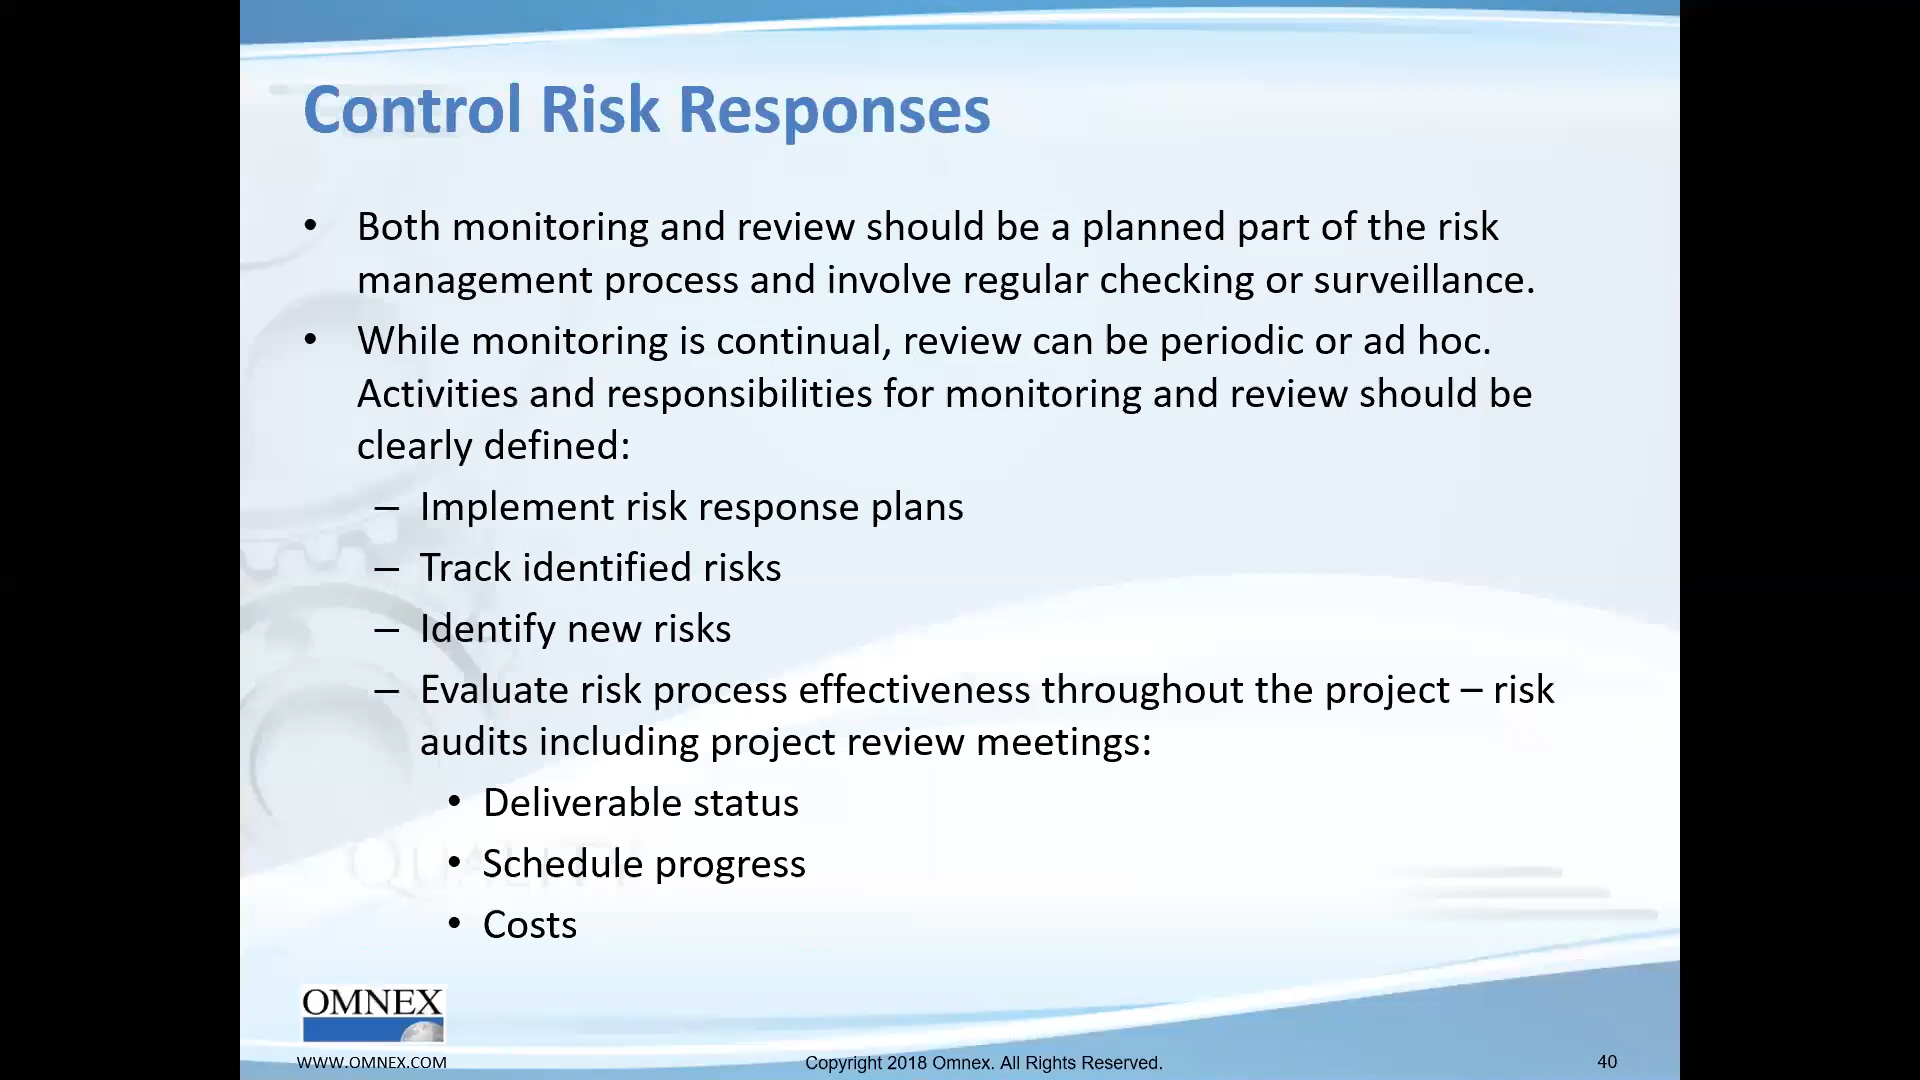 Control Risk Responses
• Both monitoring and review should be a planned part of the risk
management process and involve regular checking or surveillance.
• While monitoring is continual, review can be periodic or ad hoc.
Activities and responsibilities for monitoring and review should be
clearly defined:
– Implement risk response plans
– Track identified risks
– Identify new risks
– Evaluate risk process effectiveness throughout the project – risk
audits including project review meetings:
• Deliverable status
• Schedule progress
• Costs
QUALITY
OMNEX
WWW.OMNEX.COM
Copyright 2018 Omnex. All Rights Reserved.
40